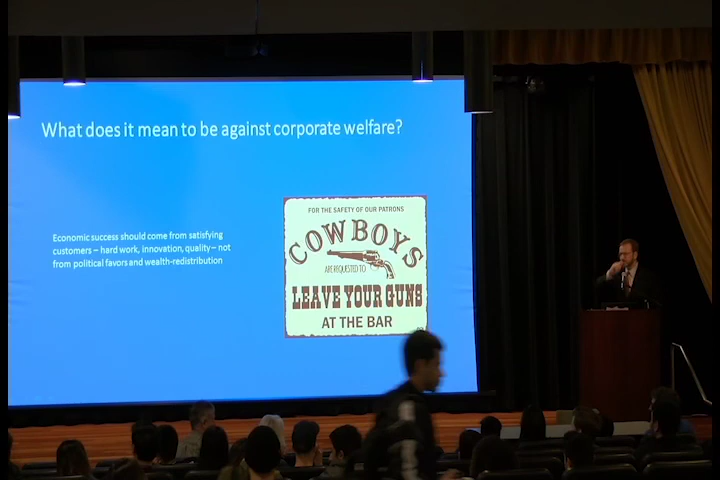 What does it mean to be against corporate welfare?
Economic success should come from satisfying
customers – hard work, innovation, quality – not
from political favors and wealth-redistribution
FOR THE SAFETY OF OUR PATRONS
COWBOYS
ARE REQUESTED TO
LEAVE YOUR GUNS
AT THE BAR